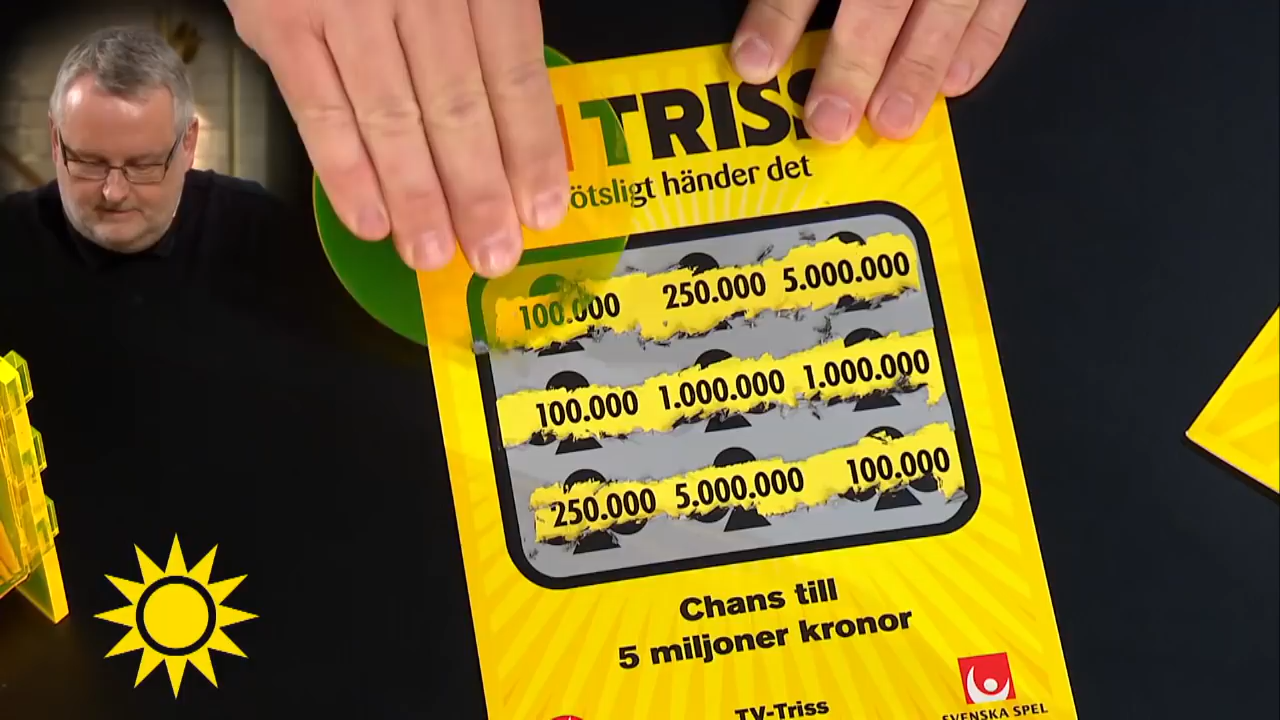 TRISS
händer det
100.000 250.000 5.000.000
100.000 1.000.000 1.000.000
250.000 5.000.000 100.000
Chans till
5 miljoner kronor
TV-Triss
SVENSKA SPEL